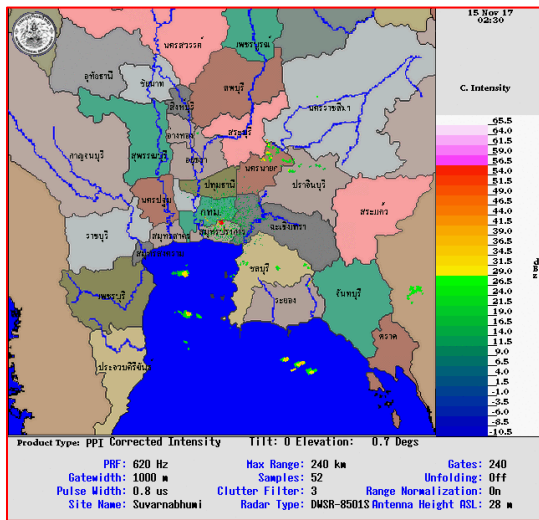 15 Nov 17
02:30
C. Intensity
นครสวรรค์
เพชรบูรณ์
อุทัยธานี
ชัยนาท
ลพบุรี
สิงห์บุรี
นครราชสีมา
อ่างทอง
สระบุรี
กาญจนบุรี
สุพรรณบุรี
อยุธยา
นครนายก
ปราจีนบุรี
ปทุมธานี
นครปฐม
กทม.
สระแก้ว
ราชบุรี
สมุทรสาคร
สมุทรปราการ
ฉะเชิงเทรา
ชลบุรี
เพชรบุรี
ระยอง
จันทบุรี
ตราด
ประจวบคีรีขันธ์
65.5
64.0
61.5
59.0
56.5
54.0
51.5
49.0
46.5
44.0
41.5
39.0
36.5
34.0
31.5
29.0
26.5
24.0
21.5
19.0
16.5
14.0
11.5
9.0
6.5
4.0
1.5
-1.0
-3.5
-6.0
-8.5
-10.5
Product Type: PPI Corrected Intensity Tilt: 0 Elevation: 0.7 Degs
PRF: 620 Hz Max Range: 240 km Gates: 240
Gatewidth: 1000 m Samples: 52 Unfolding: Off
Pulse Width: 0.8 us Clutter Filter: 3 Range Normalization: On
Site Name: Suvarnabhumi Radar Type: DWSR-8501S Antenna Height ASL: 28 m